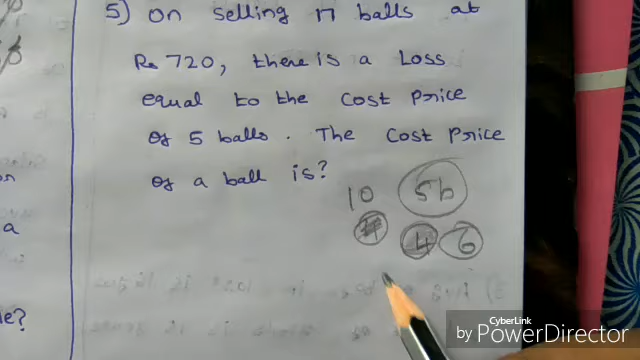 5) On selling 17 balls at
Rs 720, there is a Loss
equal to the cost price
of 5 balls. The cost price
of a ball is?
10 5b
4 6
a
e?
CyberLink
by PowerDirector